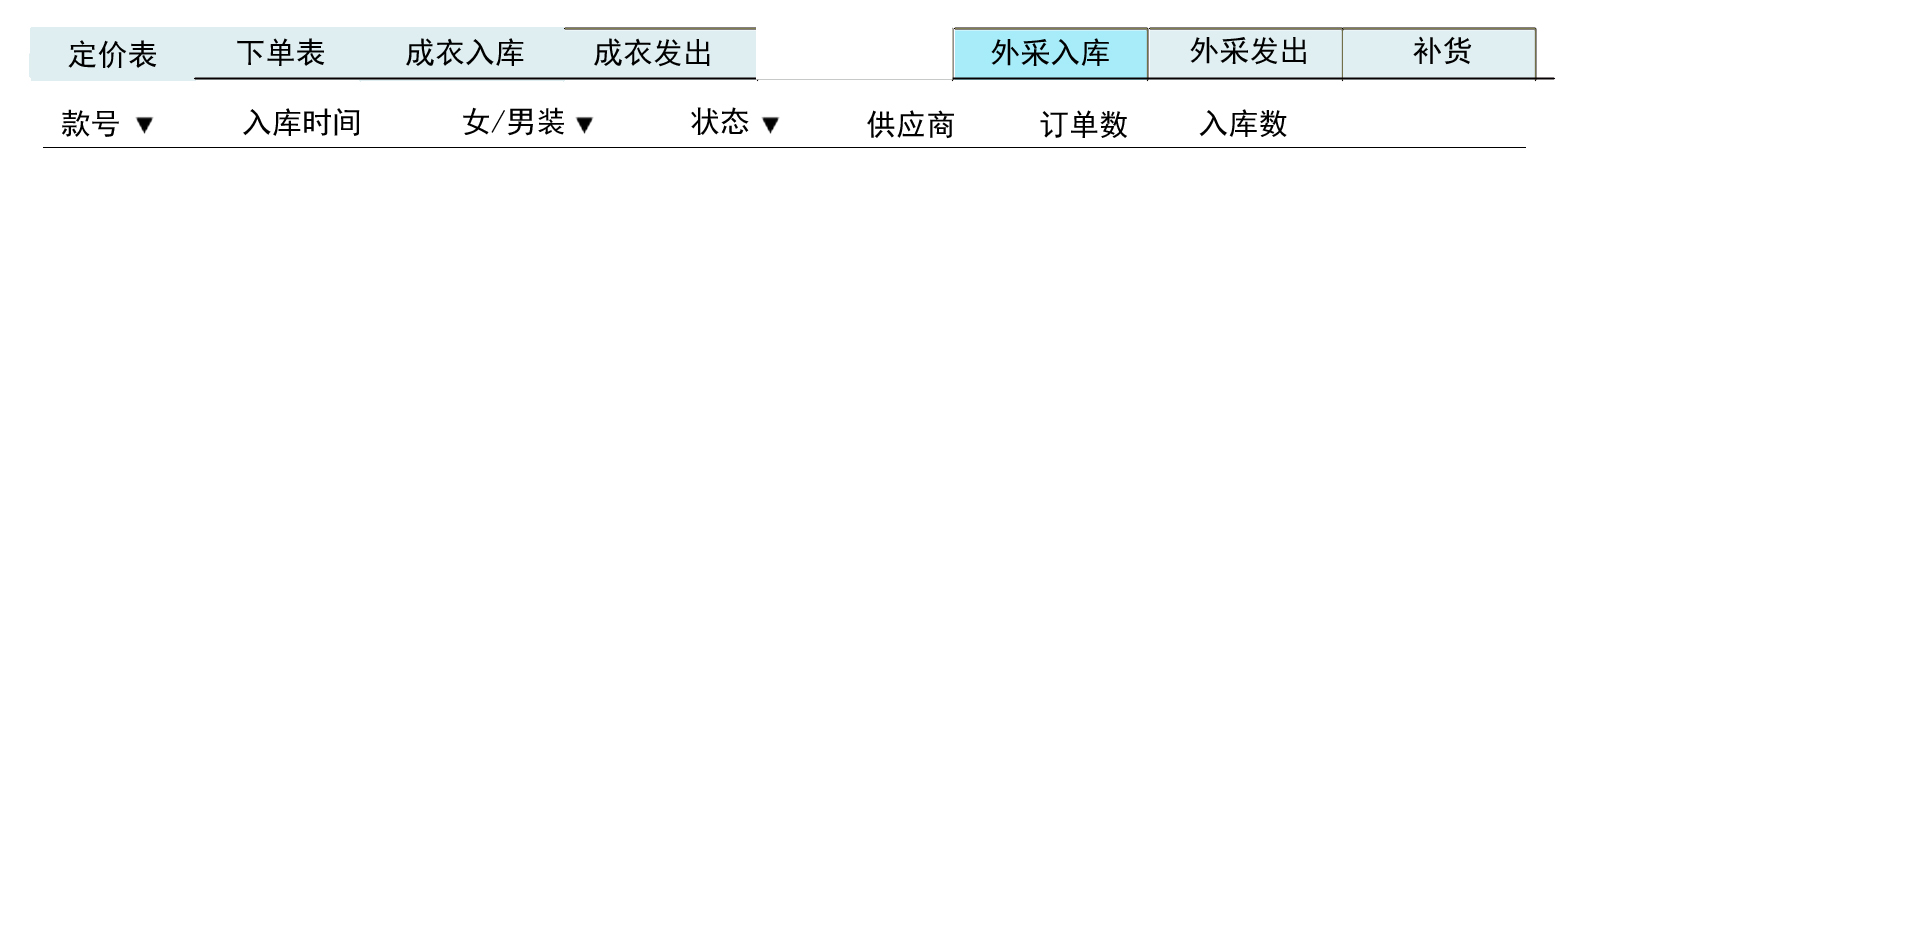 定价表 下单表 成衣入库 成衣发出 外采入库 外采发出 补货
款号 ▼ 入库时间 女/男装 ▼ 状态 ▼ 供应商 订单数 入库数